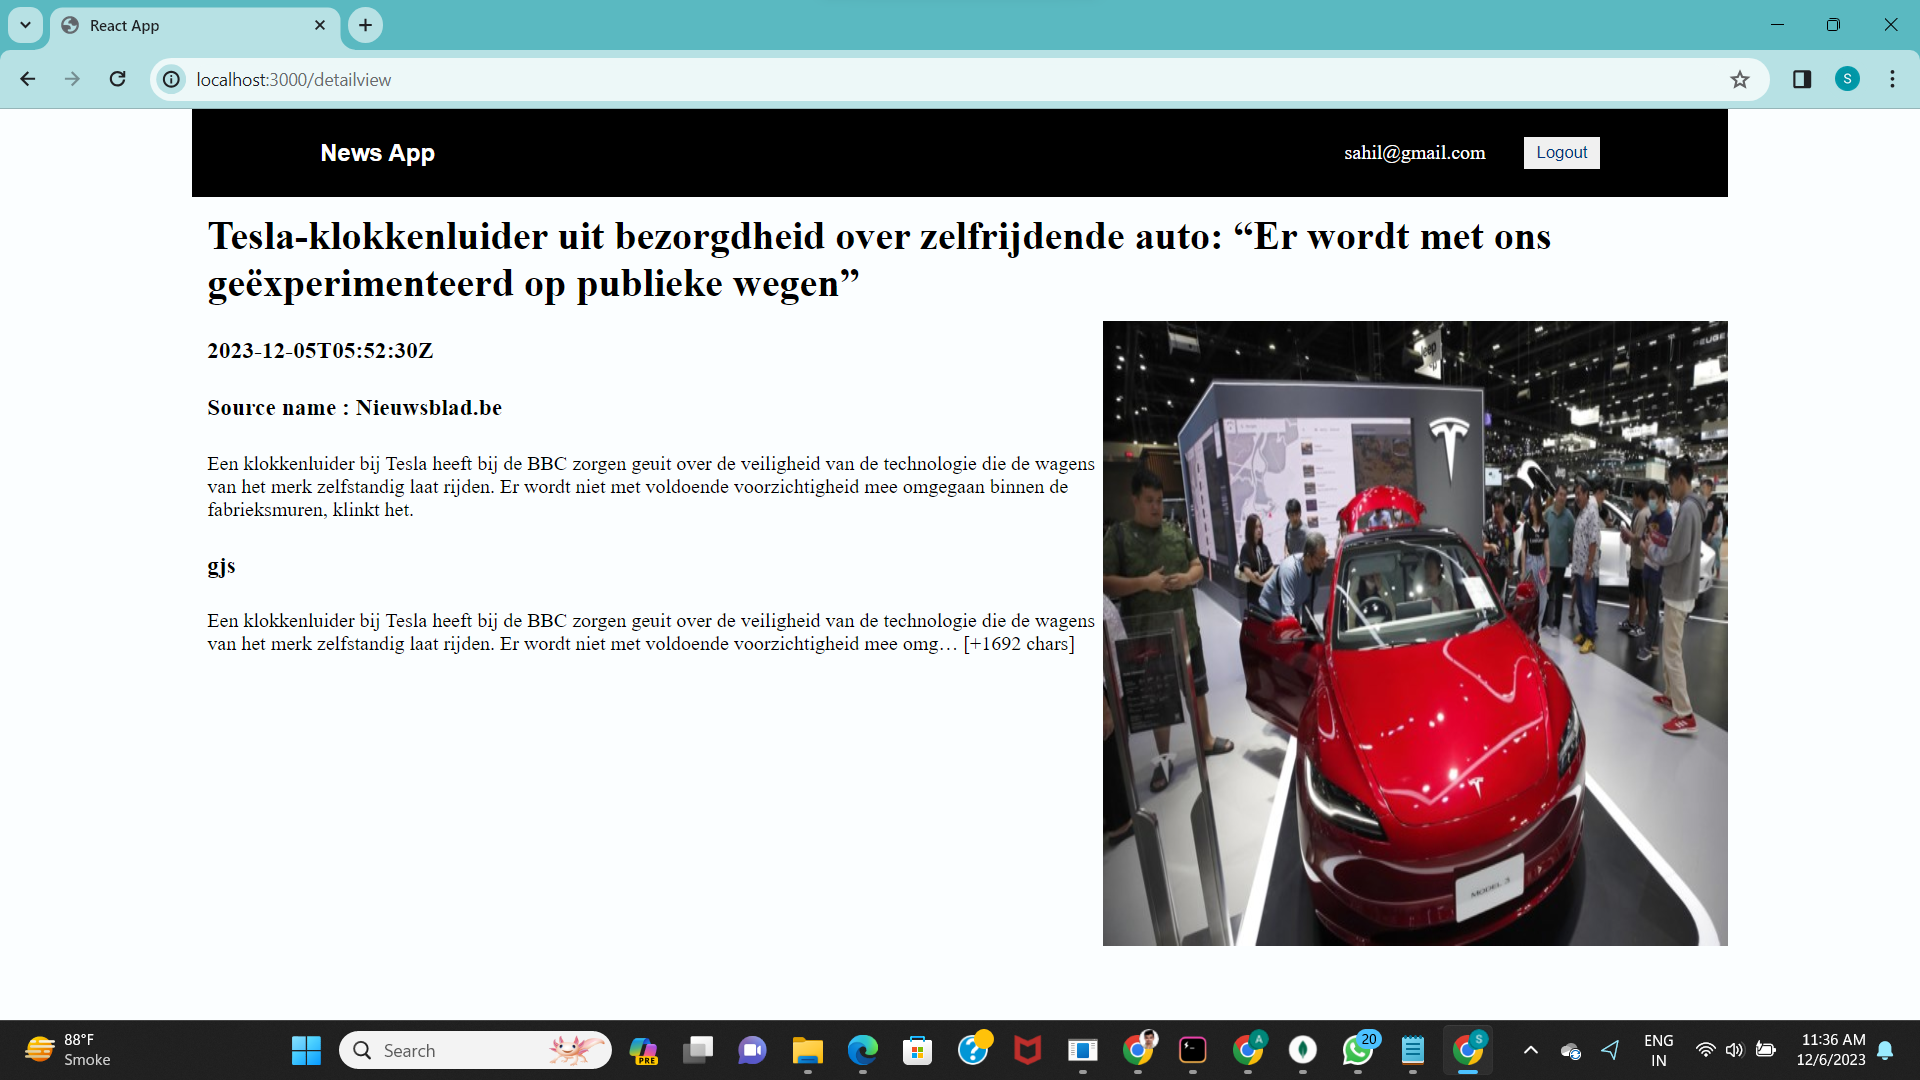 React App
localhost:3000/detailview
S
News App
sahil@gmail.com
Logout
Tesla-klokkenluider uit bezorgdheid over zelfrijdende auto: “Er wordt met ons
geëxperimenteerd op publieke wegen”
2023-12-05T05:52:30Z
Source name : Nieuwsblad.be
Een klokkenluider bij Tesla heeft bij de BBC zorgen geuit over de veiligheid van de technologie die de wagens
van het merk zelfstandig laat rijden. Er wordt niet met voldoende voorzichtigheid mee omgegaan binnen de
fabrieksmuren, klinkt het.
gjs
Een klokkenluider bij Tesla heeft bij de BBC zorgen geuit over de veiligheid van de technologie die de wagens
van het merk zelfstandig laat rijden. Er wordt niet met voldoende voorzichtigheid mee omg… [+1692 chars]
Jeep
PEUGEOT
MODEL 3
88°F
Smoke
Search
PRE
A
20
S
ENG
IN
11:36 AM
12/6/2023